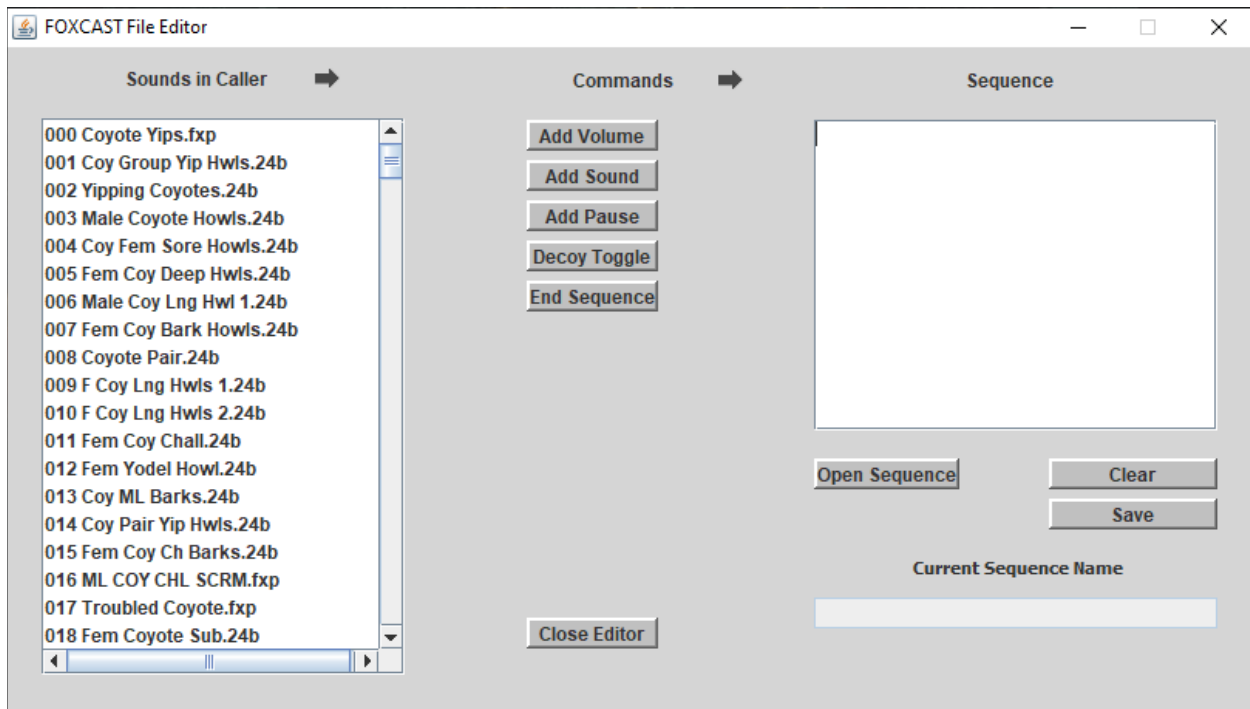 FOXCAST File Editor
Sounds in Caller
Commands
Sequence
000 Coyote Yips.fxp
001 Coy Group Yip Hwls.24b
002 Yipping Coyotes.24b
003 Male Coyote Howls.24b
004 Coy Fem Sore Howls.24b
005 Fem Coy Deep Hwls.24b
006 Male Coy Lng Hwl 1.24b
007 Fem Coy Bark Howls.24b
008 Coyote Pair.24b
009 F Coy Lng Hwls 1.24b
010 F Coy Lng Hwls 2.24b
011 Fem Coy Chall.24b
012 Fem Yodel Howl.24b
013 Coy ML Barks.24b
014 Coy Pair Yip Hwls.24b
015 Fem Coy Ch Barks.24b
016 ML COY CHL SCRM.fxp
017 Troubled Coyote.fxp
018 Fem Coyote Sub.24b
Add Volume
Add Sound
Add Pause
Decoy Toggle
End Sequence
Close Editor
Open Sequence
Clear
Save
Current Sequence Name